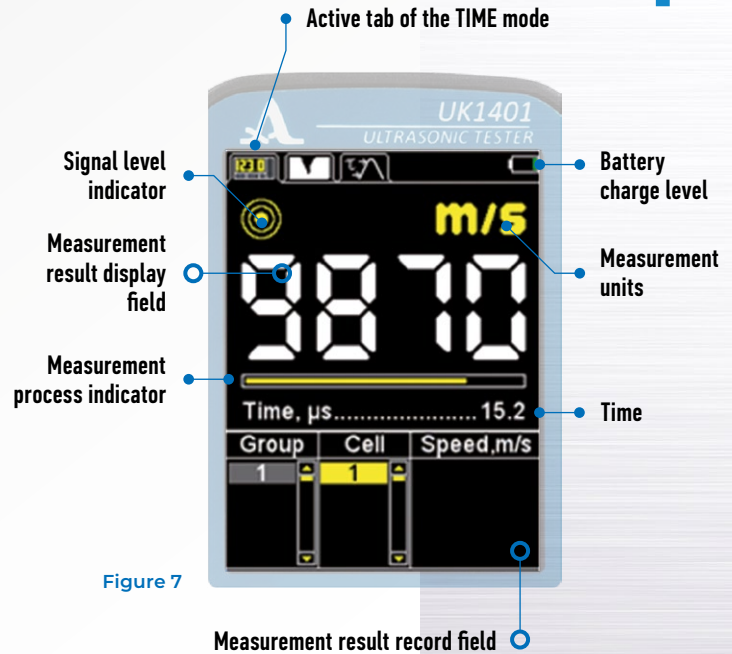 Active tab of the TIME mode
UK1401
ULTRASONIC TESTER
123.0
Signal level
indicator
Battery
charge level
m/s
Measurement
result display
field
Measurement
units
9870
Measurement
process indicator
Time, µs...................... 15.2
Time
Group Cell Speed,m/s
1 1
Figure 7
Measurement result record field